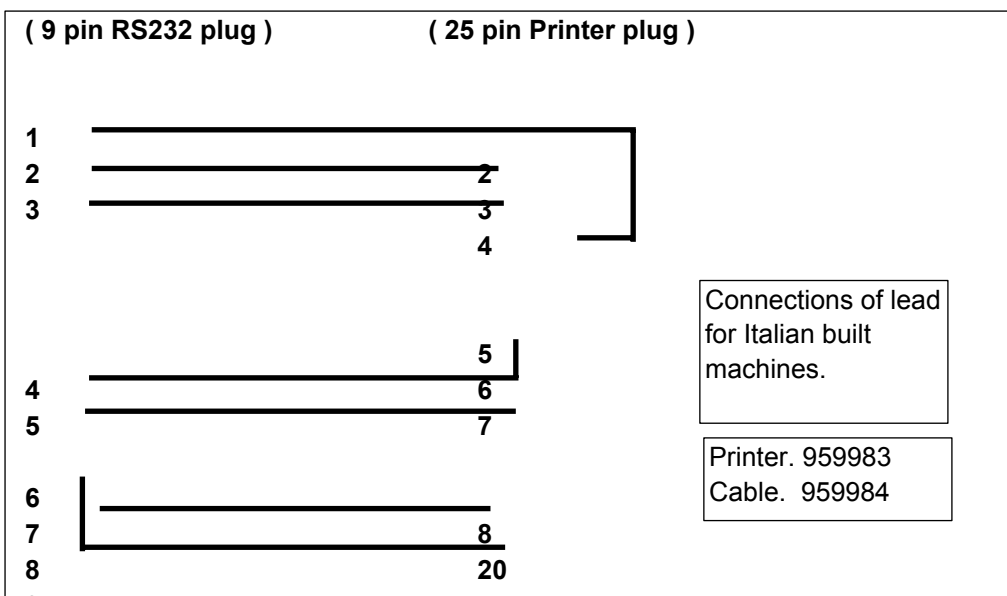 ( 9 pin RS232 plug ) ( 25 pin Printer plug )
1
2 2
3 3
4
5
4 6
5 7
6
7 8
8 20
Connections of lead
for Italian built
machines.
Printer. 959983
Cable. 959984